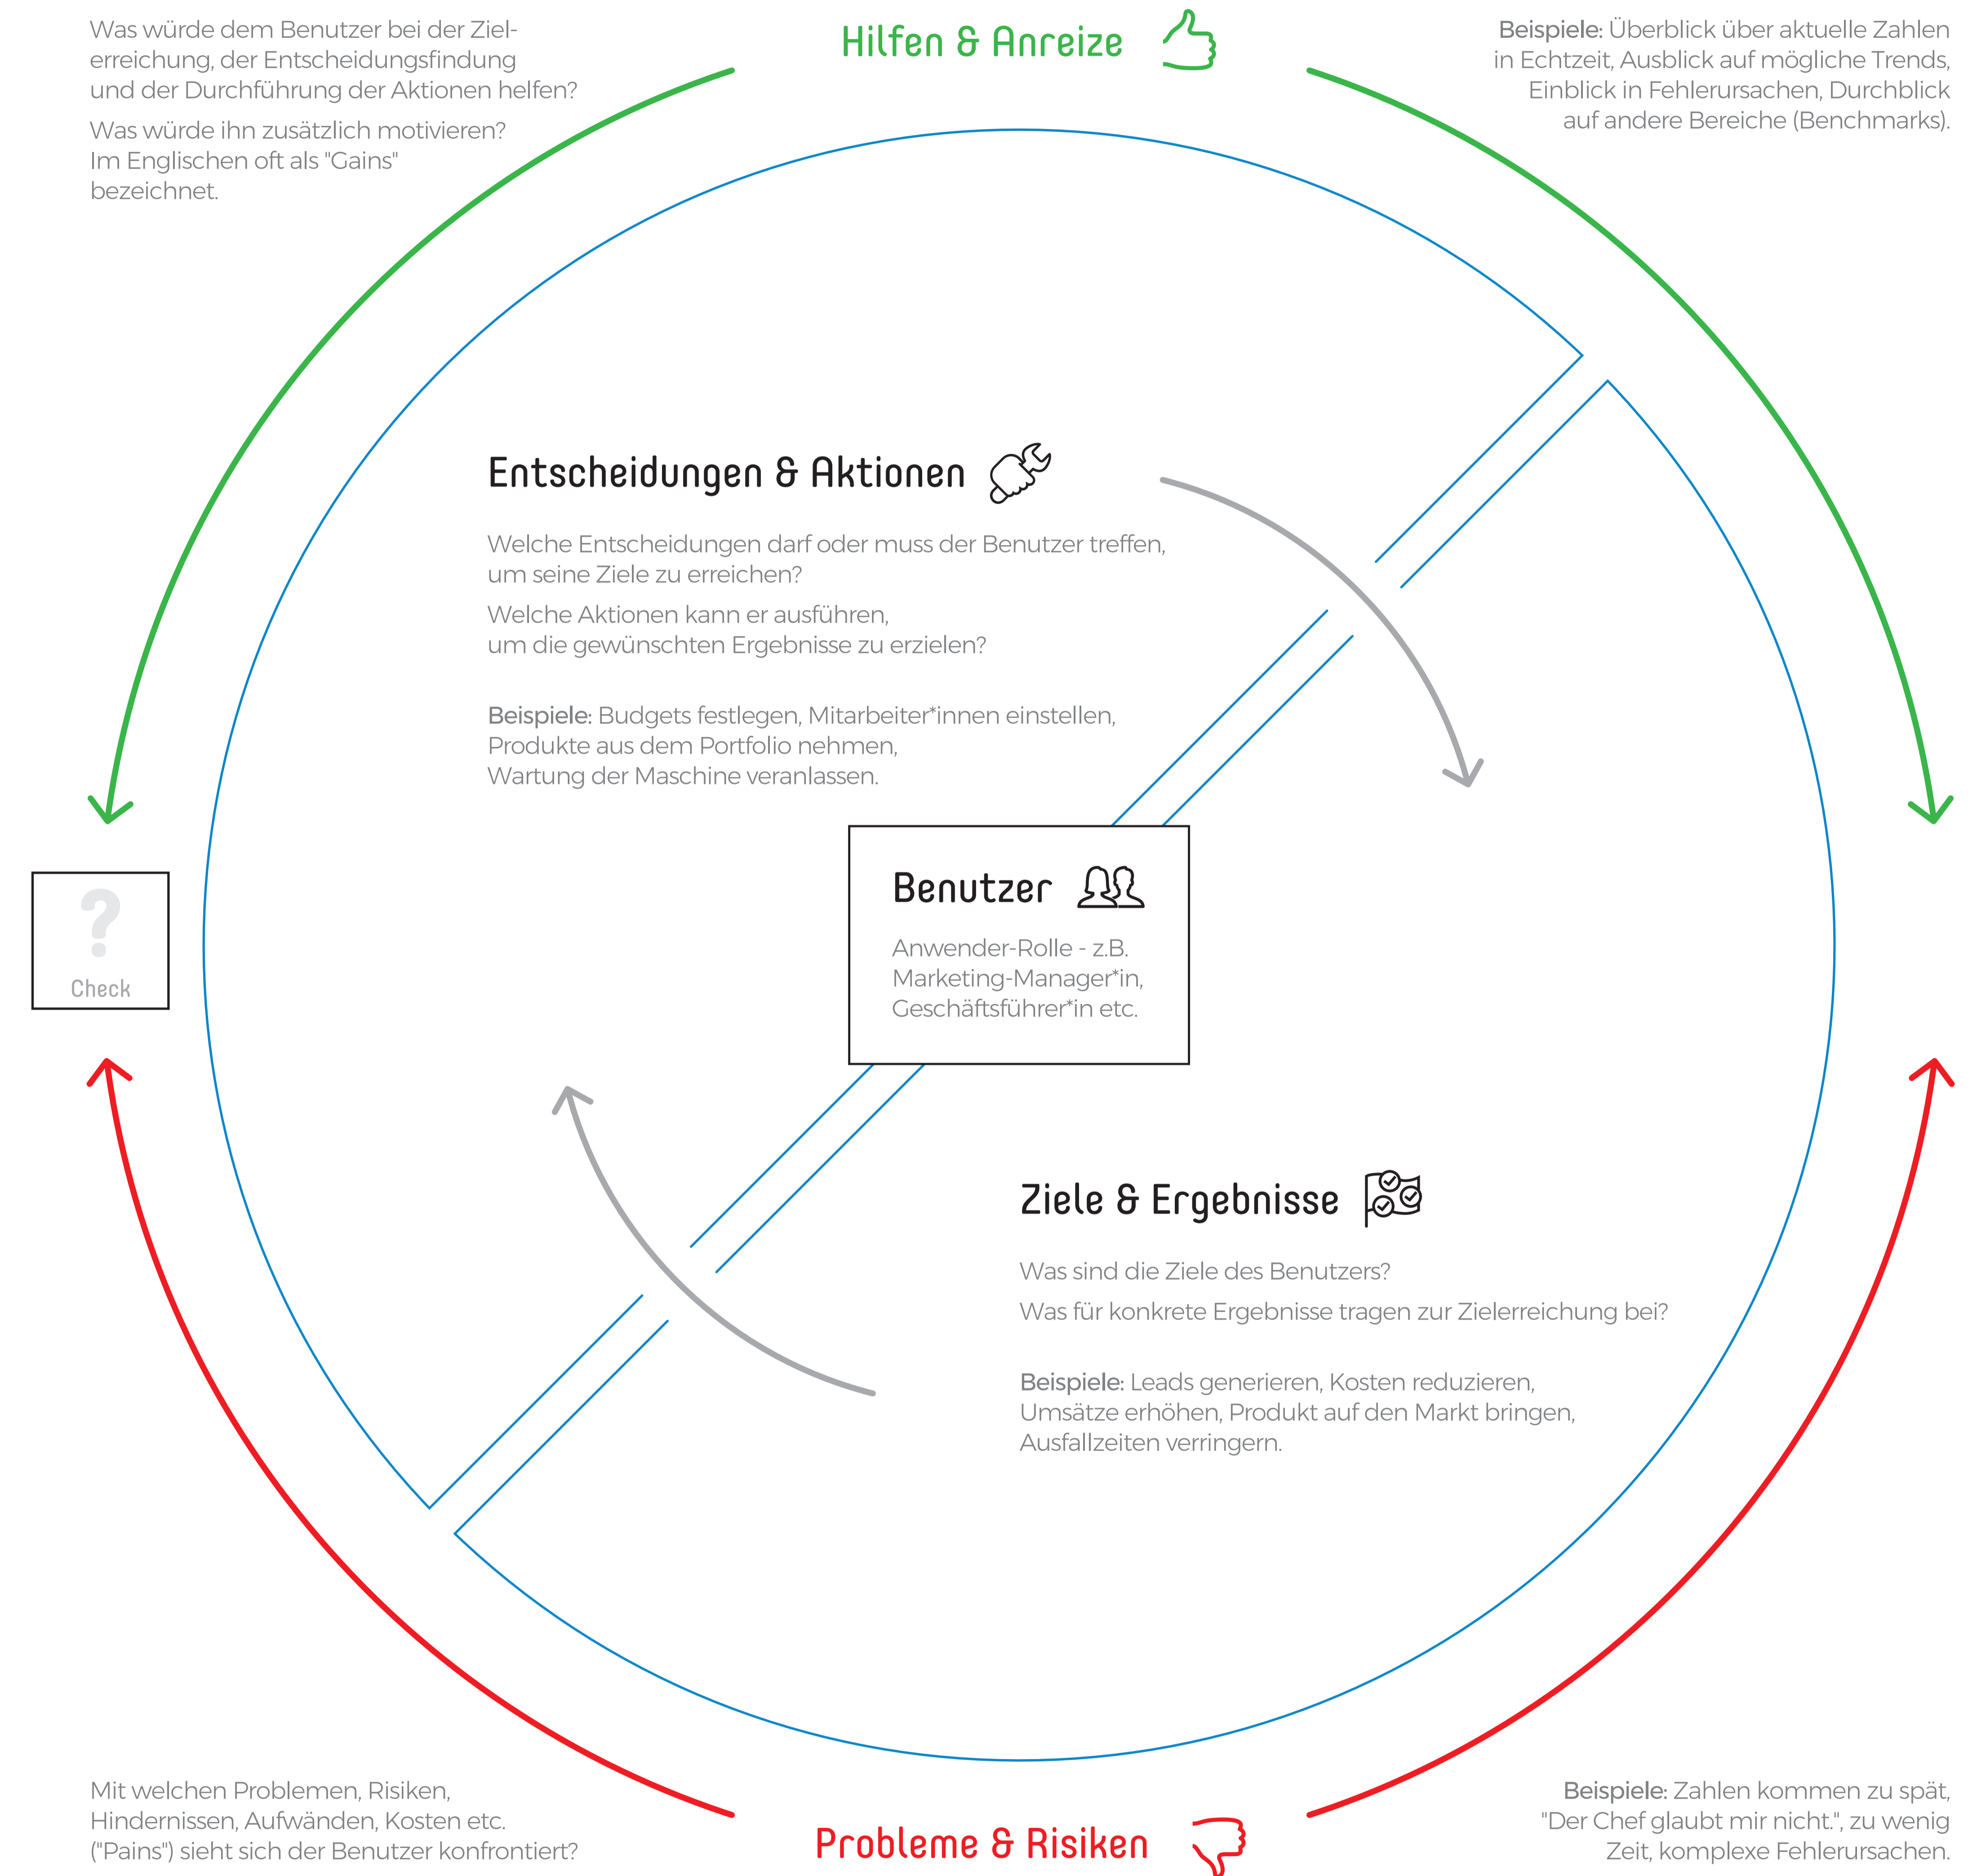 Was würde dem Benutzer bei der Ziel-
erreichung, der Entscheidungsfindung
und der Durchführung der Aktionen helfen?
Was würde ihn zusätzlich motivieren?
Im Englischen oft als "Gains"
bezeichnet.
Hilfen & Anreize
Beispiele: Überblick über aktuelle Zahlen
in Echtzeit, Ausblick auf mögliche Trends,
Einblick in Fehlerursachen, Durchblick
auf andere Bereiche (Benchmarks).
Entscheidungen & Aktionen
Welche Entscheidungen darf oder muss der Benutzer treffen,
um seine Ziele zu erreichen?
Welche Aktionen kann er ausführen,
um die gewünschten Ergebnisse zu erzielen?
Beispiele: Budgets festlegen, Mitarbeiter*innen einstellen,
Produkte aus dem Portfolio nehmen,
Wartung der Maschine veranlassen.
?
Check
Benutzer
Anwender-Rolle - z.B.
Marketing-Manager*in,
Geschäftsführer*in etc.
Ziele & Ergebnisse
Was sind die Ziele des Benutzers?
Was für konkrete Ergebnisse tragen zur Zielerreichung bei?
Beispiele: Leads generieren, Kosten reduzieren,
Umsätze erhöhen, Produkt auf den Markt bringen,
Ausfallzeiten verringern.
Mit welchen Problemen, Risiken,
Hindernissen, Aufwänden, Kosten etc.
("Pains") sieht sich der Benutzer konfrontiert?
Probleme & Risiken
Beispiele: Zahlen kommen zu spät,
"Der Chef glaubt mir nicht.", zu wenig
Zeit, komplexe Fehlerursachen.